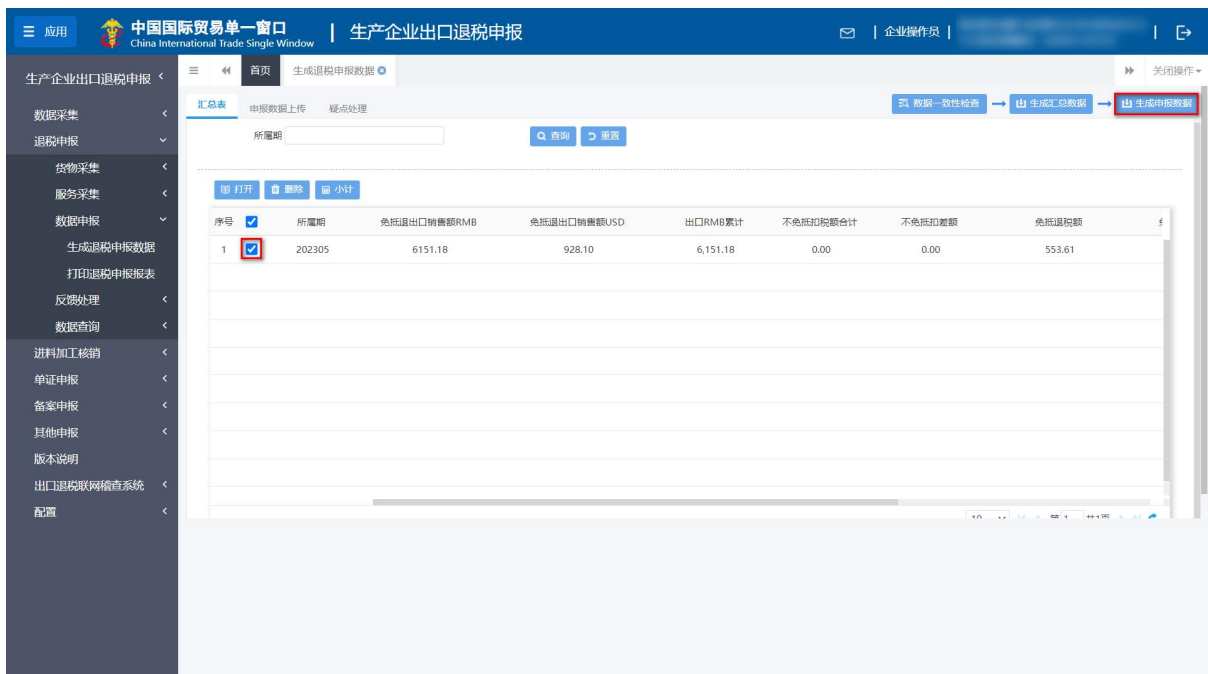 应用 中国国际贸易单一窗口 | 生产企业出口退税申报 | 企业操作员 |
China International Trade Single Window
生产企业出口退税申报
首页 生成退税申报数据 关闭操作
汇总表 申报数据上传 疑点处理 数据一致性检查 → 生成汇总数据 → 生成申报数据
所属期 查询 重置
打开 删除 小计
序号 所属期 免抵退出口销售额RMB 免抵退出口销售额USD 出口RMB累计 不免抵扣税额合计 不免抵扣差额 免抵退税额
1 202305 6151.18 928.10 6,151.18 0.00 0.00 553.61
数据采集
退税申报
货物采集
服务采集
数据申报
生成退税申报数据
打印退税申报报表
反馈处理
数据查询
进料加工核销
单证申报
备案申报
其他申报
版本说明
出口退税联网稽查系统
配置
10 第 1 共1页